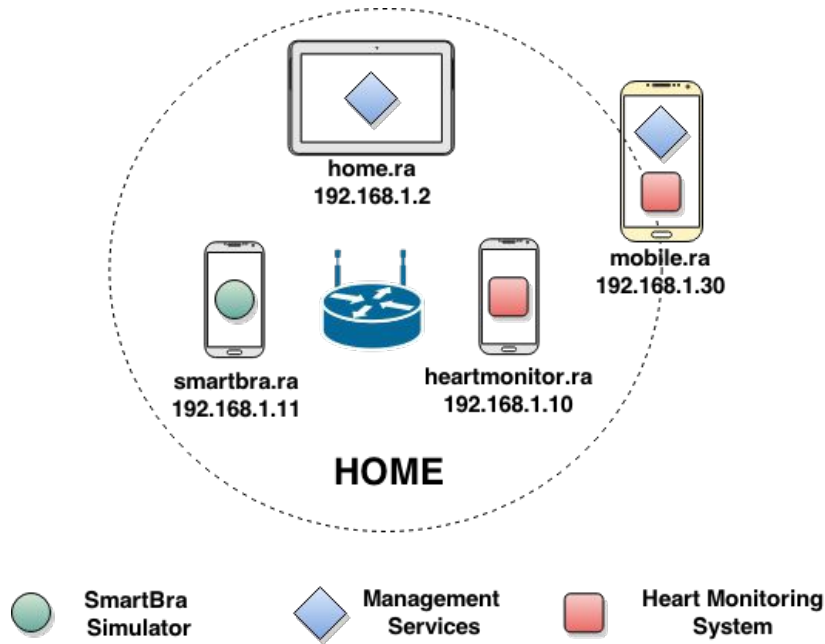 home.ra
192.168.1.2
mobile.ra
192.168.1.30
smartbra.ra
192.168.1.11
heartmonitor.ra
192.168.1.10
HOME
SmartBra
Simulator
Management
Services
Heart Monitoring
System